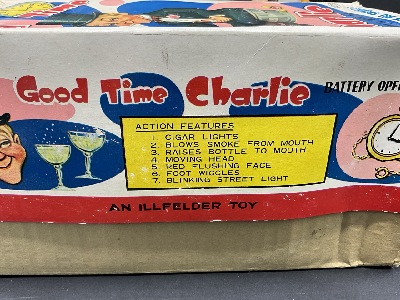 Good Time Charlie
BATTERY OPE
ACTION FEATURES
1. CIGAR LIGHTS
2. BLOWS SMOKE FROM MOUTH
3. RAISES BOTTLE TO MOUTH
4. MOVING HEAD
5. RED FLUSHING FACE
6. FOOT WIGGLES
7. BLINKING STREET LIGHT
AN ILLFELDER TOY